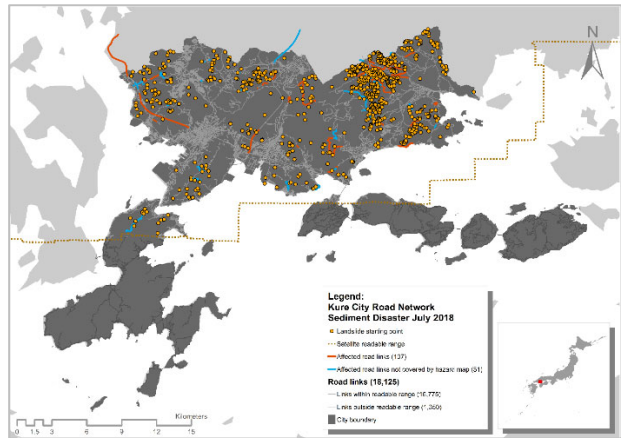 N
Legend:
Kure City Road Network
Sediment Disaster July 2018
Landslide starting point
Satellite readable range
Affected road links (137)
Affected road links not covered by hazard map (31)
Road links (18,125)
Links within readable range (16,775)
Links outside readable range (1,350)
City boundary
Kilometers
0 1.5 3 6 9 12 15